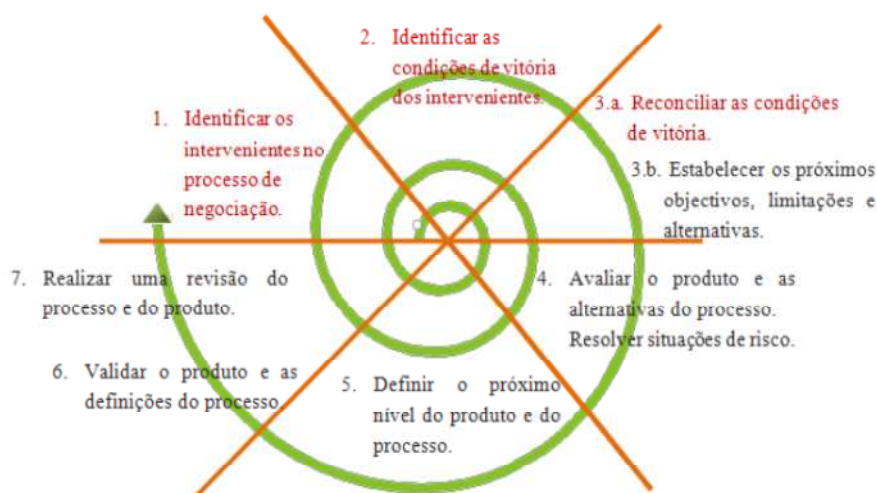 1. Identificar os
intervenientes no
processo de
negociação.
2. Identificar as
condições de vitória
dos intervenientes.
3.a. Reconciliar as condições
de vitória.
3.b. Estabelecer os próximos
objectivos, limitações e
alternativas.
4. Avaliar o produto e as
alternativas do processo.
Resolver situações de risco.
5. Definir o próximo
nível do produto e do
processo.
6. Validar o produto e as
definições do processo.
7. Realizar uma revisão do
processo e do produto.